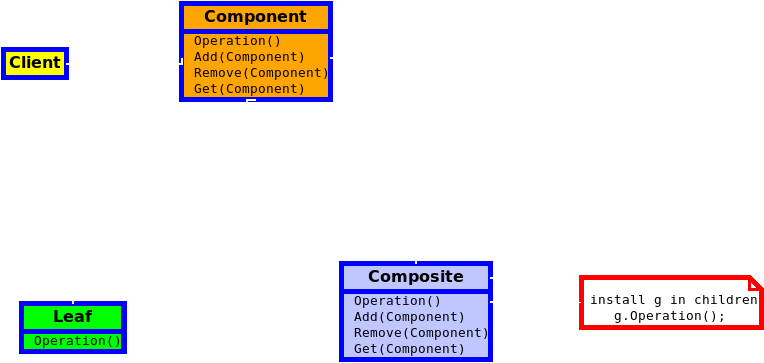 Component
Operation()
Add(Component)
Remove(Component)
Get(Component)
Client
Composite
Operation()
Add(Component)
Remove(Component)
Get(Component)
install g in children
g.Operation();
Leaf
Operation()